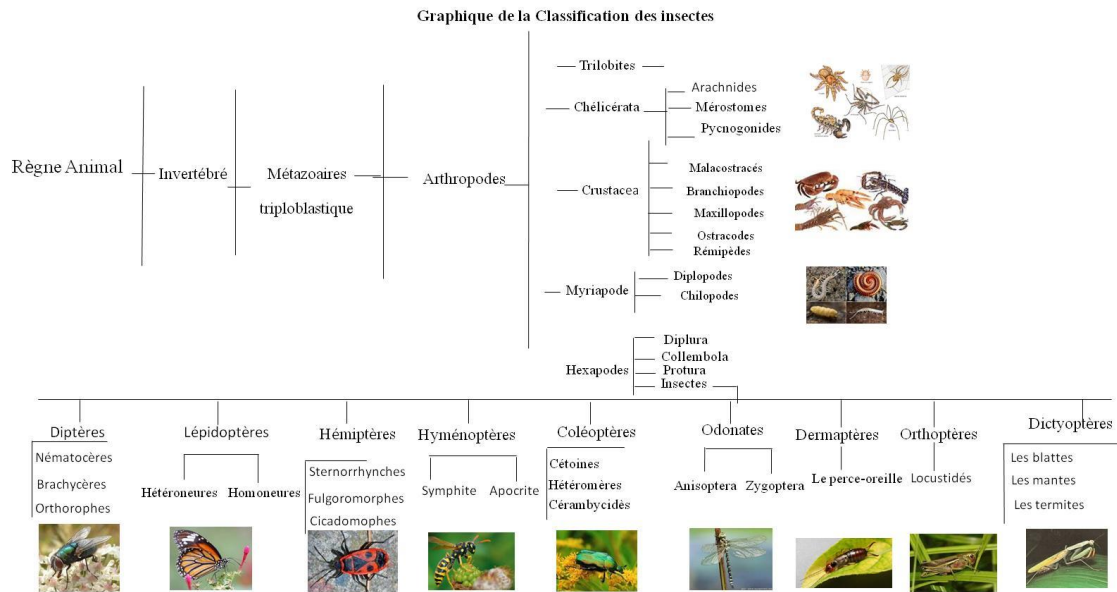 Graphique de la Classification des insectes
Trilobites
Arachnides
Chélicérata
Mérostomes
Pycnogonides
Règne Animal
Invertébré
Métazoaires
triploblastique
Arthropodes
Malacostracés
Crustacea
Branchiopodes
Maxillopodes
Ostracodes
Rémipèdes
Diplopodes
Myriapode
Chilopodes
Diplura
Collembola
Hexapodes
Protura
Insectes
Diptères
Nématocères
Brachycères
Orthorophes
Lépidoptères
Hétéroneures
Homoneures
Hémiptères
Sternorrhynches
Fulgoromorphes
Cicadomophes
Hyménoptères
Symphite
Apocrite
Coléoptères
Cétoines
Hétéromères
Cérambycidès
Odonates
Anisoptera
Zygoptera
Dermaptères
Le perce-oreille
Orthoptères
Locustidés
Dictyoptères
Les blattes
Les mantes
Les termites